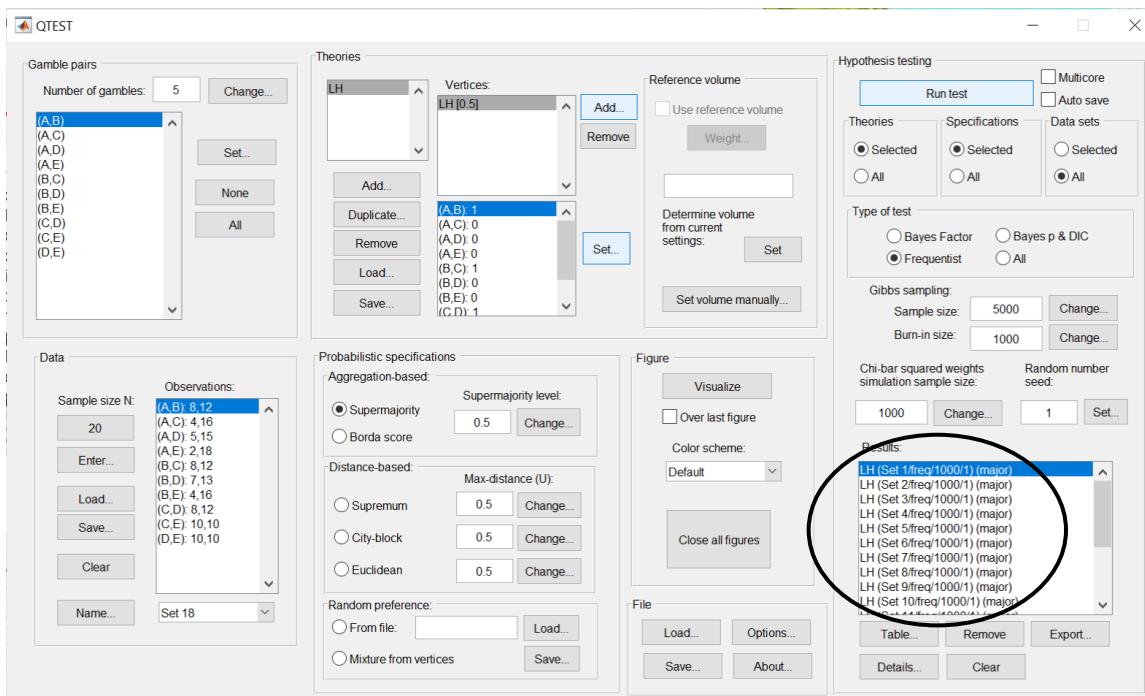 QTEST
Gamble pairs
Number of gambles: 5 Change...
(A,B)
(A,C)
(A,D)
(A,E)
(B,C)
(B,D)
(B,E)
(C,D)
(C,E)
(D,E)
Set...
None
All
Theories
LH
Vertices:
LH [0.5]
Add...
Remove
Add...
Duplicate...
Remove
Load...
Save...
(A,B): 1
(A,C): 0
(A,D): 0
(A,E): 0
(B,C): 1
(B,D): 0
(B,E): 0
(C,D): 1
Set...
Reference volume
Use reference volume
Weight...
Determine volume
from current
settings:
Set
Set volume manually...
Hypothesis testing
Run test
Multicore
Auto save
Theories
Selected
All
Specifications
Selected
All
Data sets
Selected
All
Type of test
Bayes Factor Bayes p & DIC
Frequentist All
Gibbs sampling:
Sample size: 5000 Change...
Burn-in size: 1000 Change...
Chi-bar squared weights
simulation sample size:
1000 Change...
Random number
seed:
1 Set...
Results:
LH (Set 1/freq/1000/1) (major)
LH (Set 2/freq/1000/1) (major)
LH (Set 3/freq/1000/1) (major)
LH (Set 4/freq/1000/1) (major)
LH (Set 5/freq/1000/1) (major)
LH (Set 6/freq/1000/1) (major)
LH (Set 7/freq/1000/1) (major)
LH (Set 8/freq/1000/1) (major)
LH (Set 9/freq/1000/1) (major)
LH (Set 10/freq/1000/1) (major)
LH (Set 11/freq/1000/1) (major)
Table... Remove Export...
Details... Clear
Data
Sample size N:
20
Enter...
Load...
Save...
Clear
Name... Set 18
Observations:
(A,B): 8,12
(A,C): 4,16
(A,D): 5,15
(A,E): 2,18
(B,C): 8,12
(B,D): 7,13
(B,E): 4,16
(C,D): 8,12
(C,E): 10,10
(D,E): 10,10
Probabilistic specifications
Aggregation-based:
Supermajority level:
Supermajority 0.5 Change...
Borda score
Distance-based:
Max-distance (U):
Supremum 0.5 Change...
City-block 0.5 Change...
Euclidean 0.5 Change...
Random preference:
From file: Load...
Mixture from vertices Save...
Figure
Visualize
Over last figure
Color scheme:
Default
Close all figures
File
Load... Options...
Save... About...